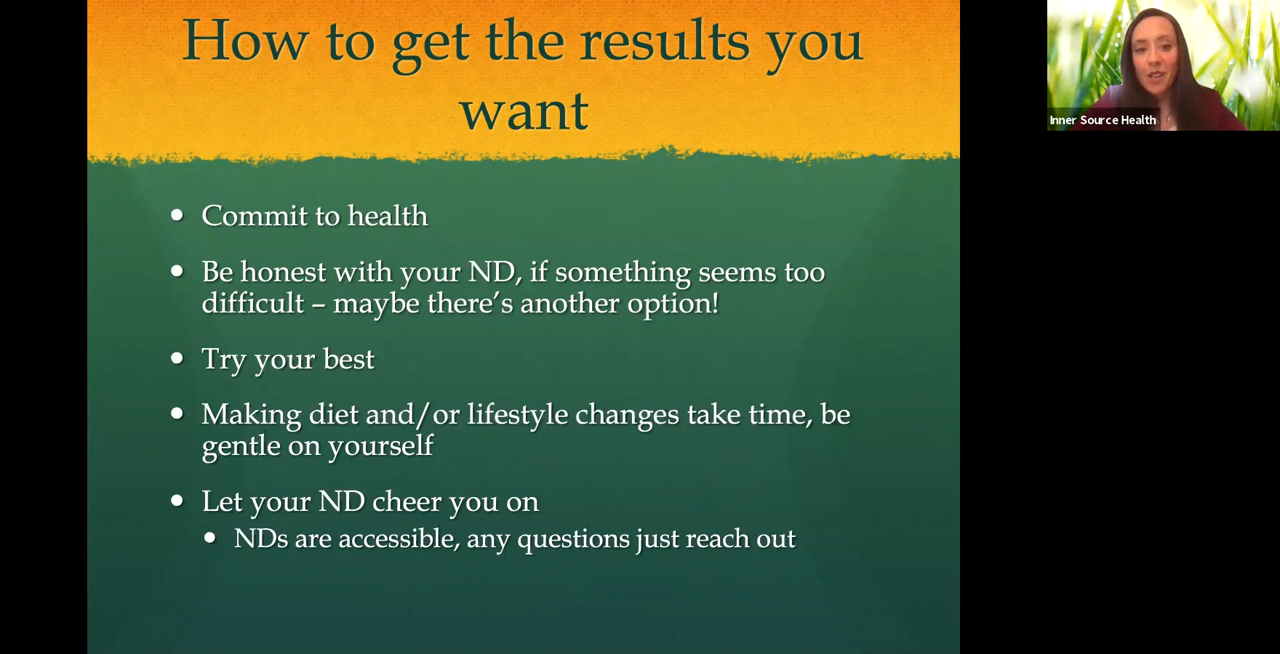 How to get the results you
want
• Commit to health
• Be honest with your ND, if something seems too
difficult – maybe there’s another option!
• Try your best
• Making diet and/or lifestyle changes take time, be
gentle on yourself
• Let your ND cheer you on
• NDs are accessible, any questions just reach out
Inner Source Health